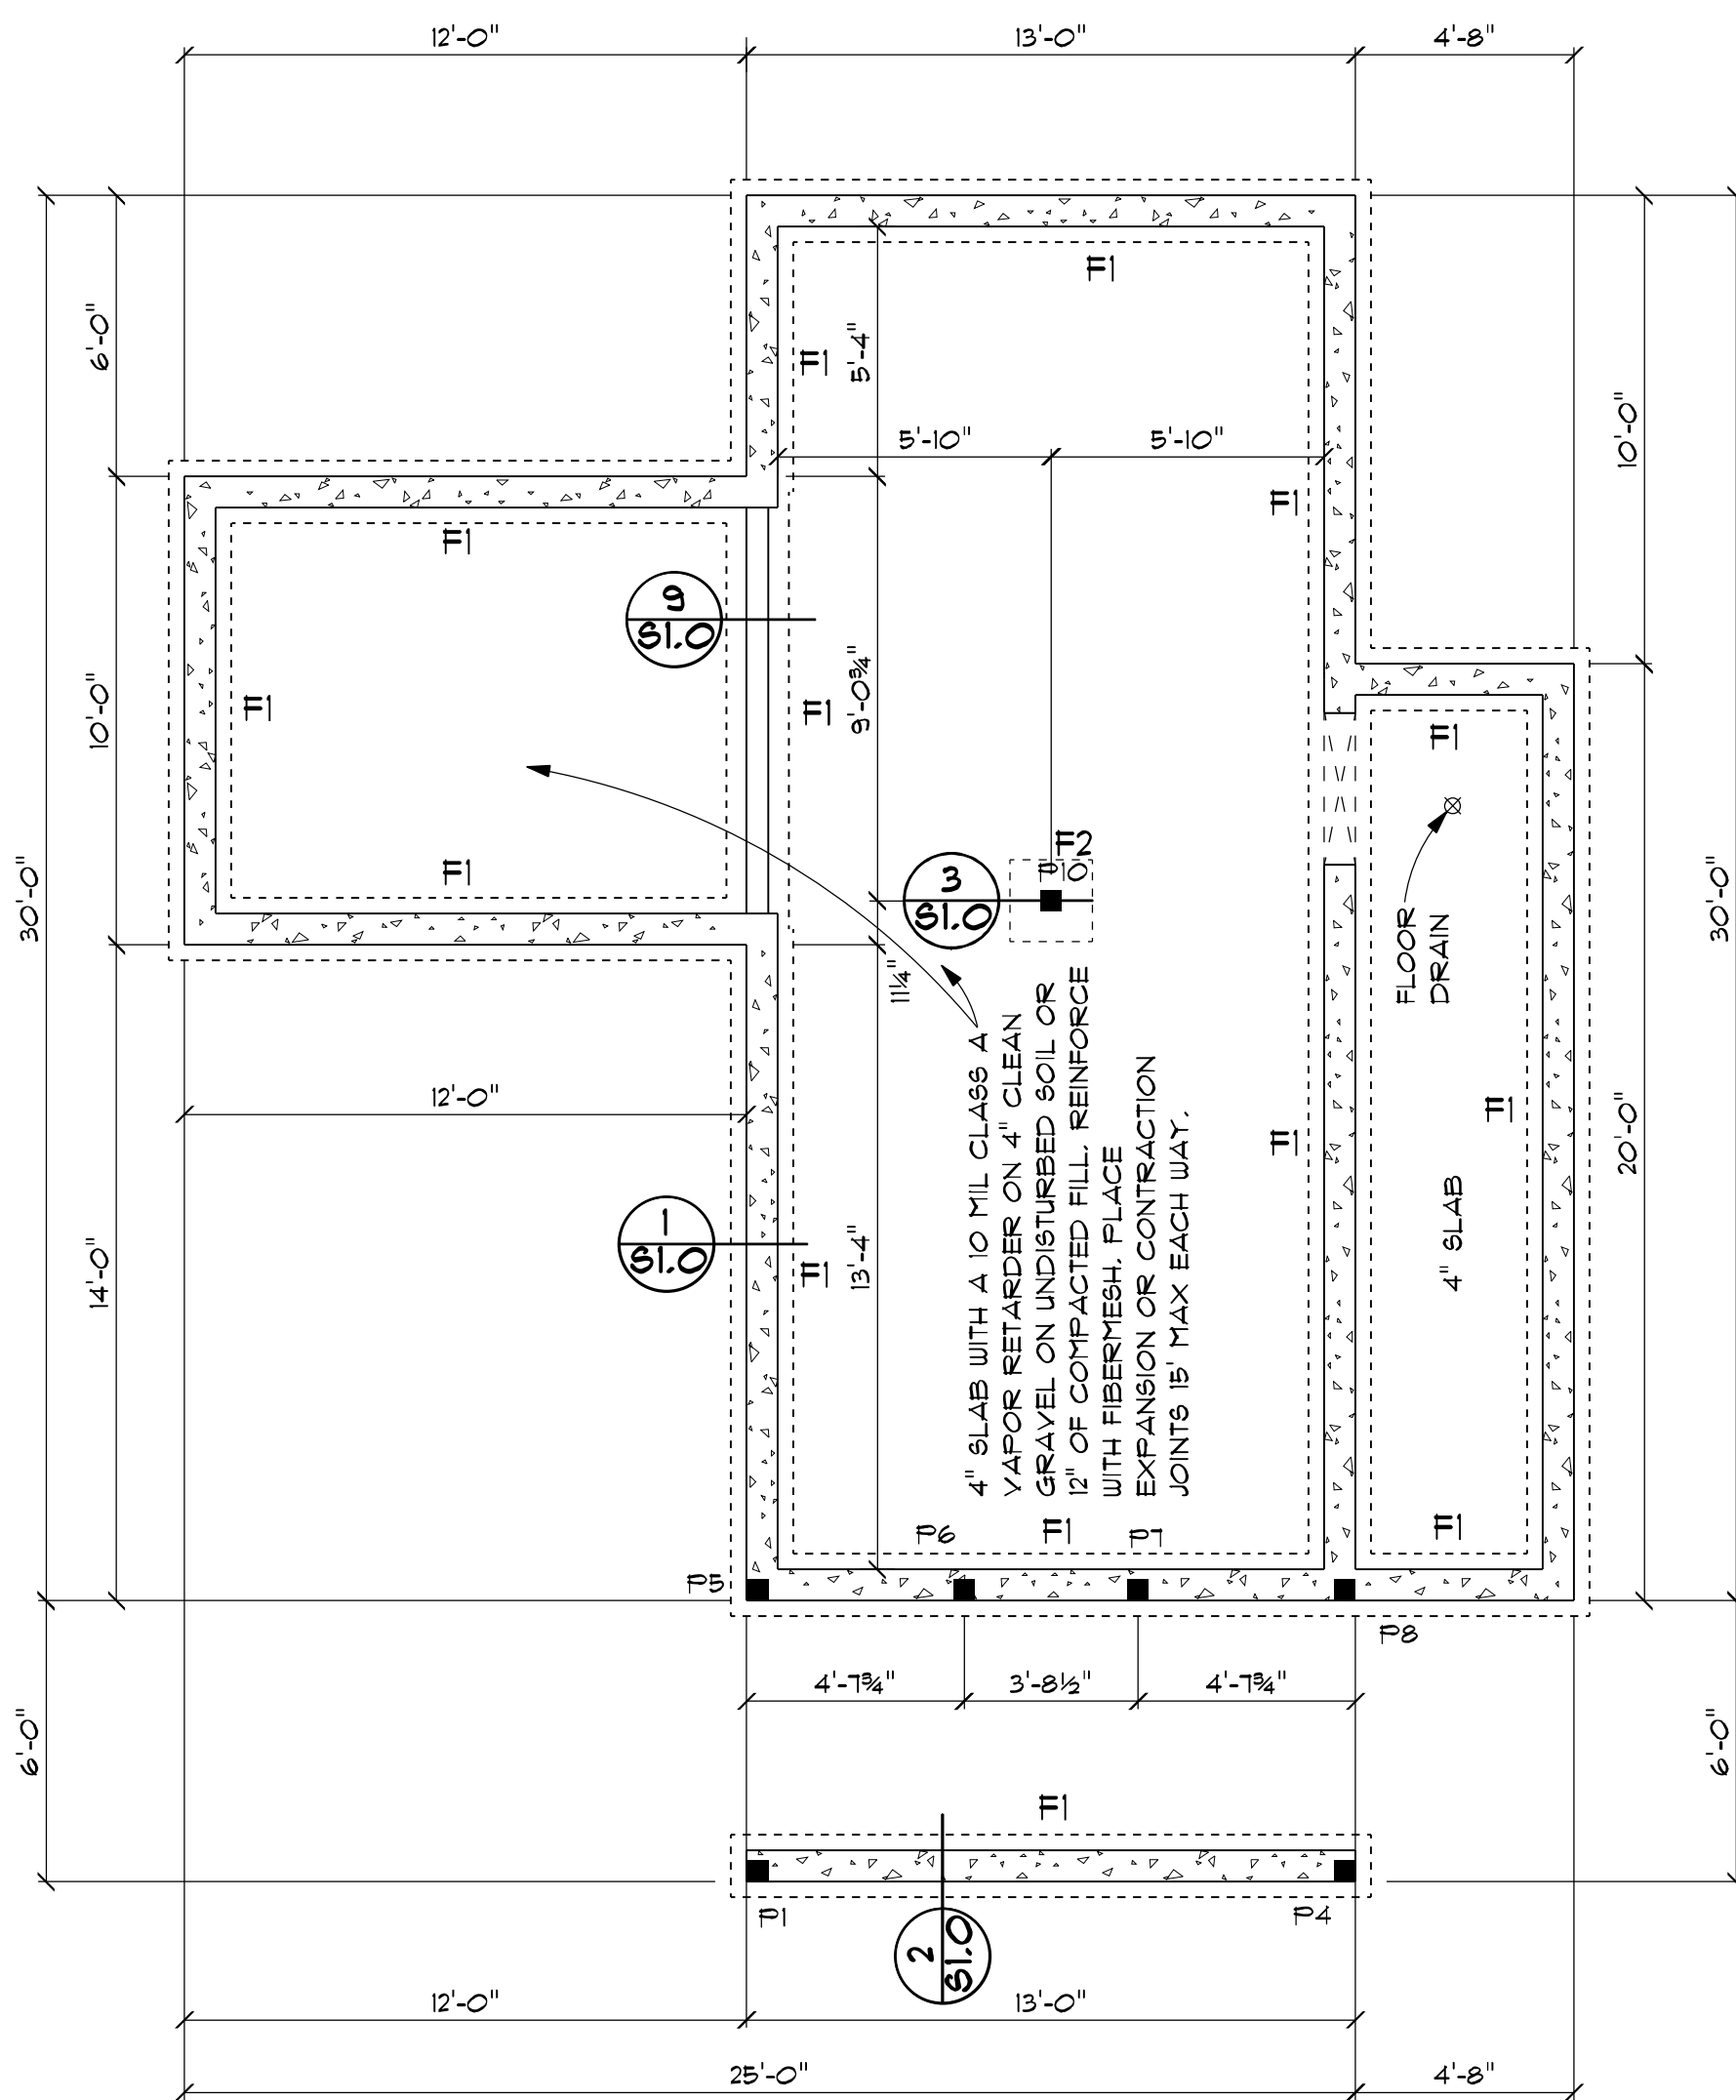 12'-0"
13'-0"
4'-8"
F1
6'-0"
F1
5'-4"
5'-10"
5'-10"
10'-0"
F1
F1
9
S1.0
10'-0"
F1
F1
9'-0¾"
F1
F2
P10
3
S1.0
F1
30'-0"
30'-0"
FLOOR
DRAIN
11¼"
12'-0"
4" SLAB WITH A 10 MIL CLASS A
VAPOR RETARDER ON 4" CLEAN
GRAVEL ON UNDISTURBED SOIL OR
12" OF COMPACTED FILL. REINFORCE
WITH FIBERMESH. PLACE
EXPANSION OR CONTRACTION
JOINTS 15' MAX EACH WAY.
F1
F1
20'-0"
14'-0"
1
S1.0
F1
13'-4"
4" SLAB
P6
F1
P7
F1
P5
P8
4'-7¾"
3'-8½"
4'-7¾"
6'-0"
6'-0"
F1
P1
P4
2
S1.0
12'-0"
13'-0"
25'-0"
4'-8"